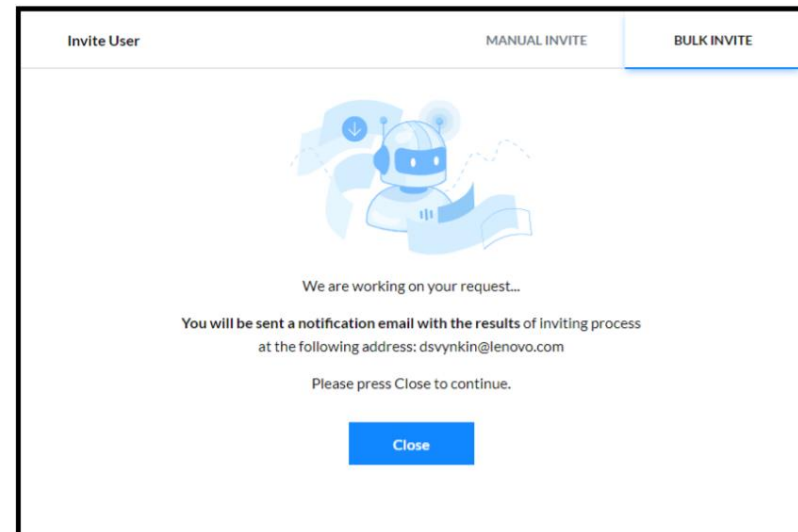 Invite User MANUAL INVITE BULK INVITE
We are working on your request...
You will be sent a notification email with the results of inviting process
at the following address: dsvynkin@lenovo.com
Please press Close to continue.
Close